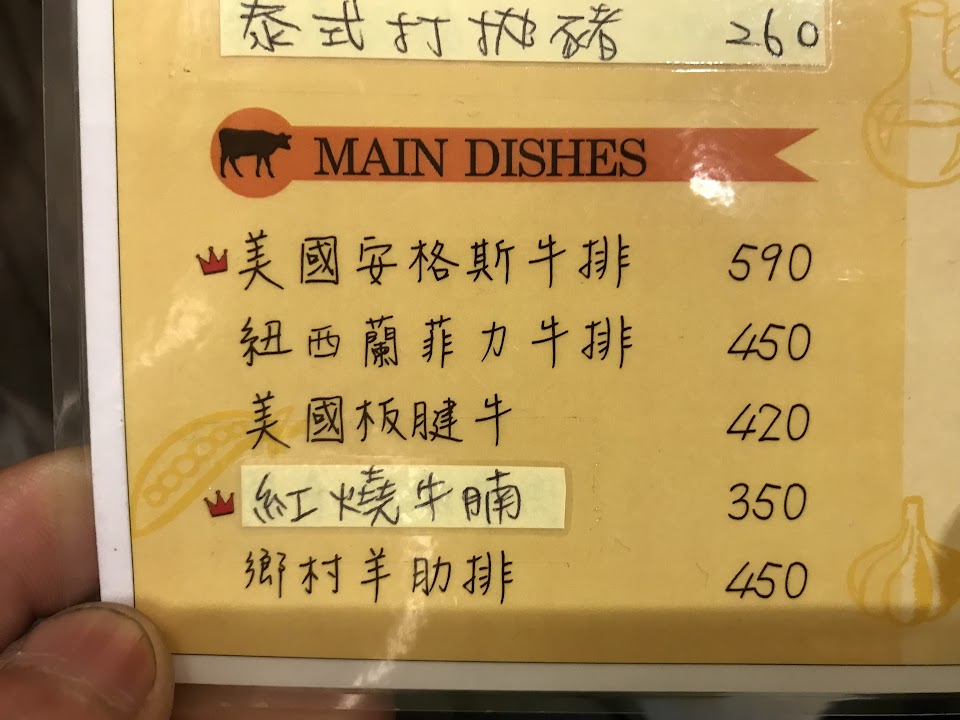 泰式打拋豬 260
MAIN DISHES
美國安格斯牛排 590
紐西蘭菲力牛排 450
美國板腱牛 420
紅燒牛腩 350
鄉村羊肋排 450